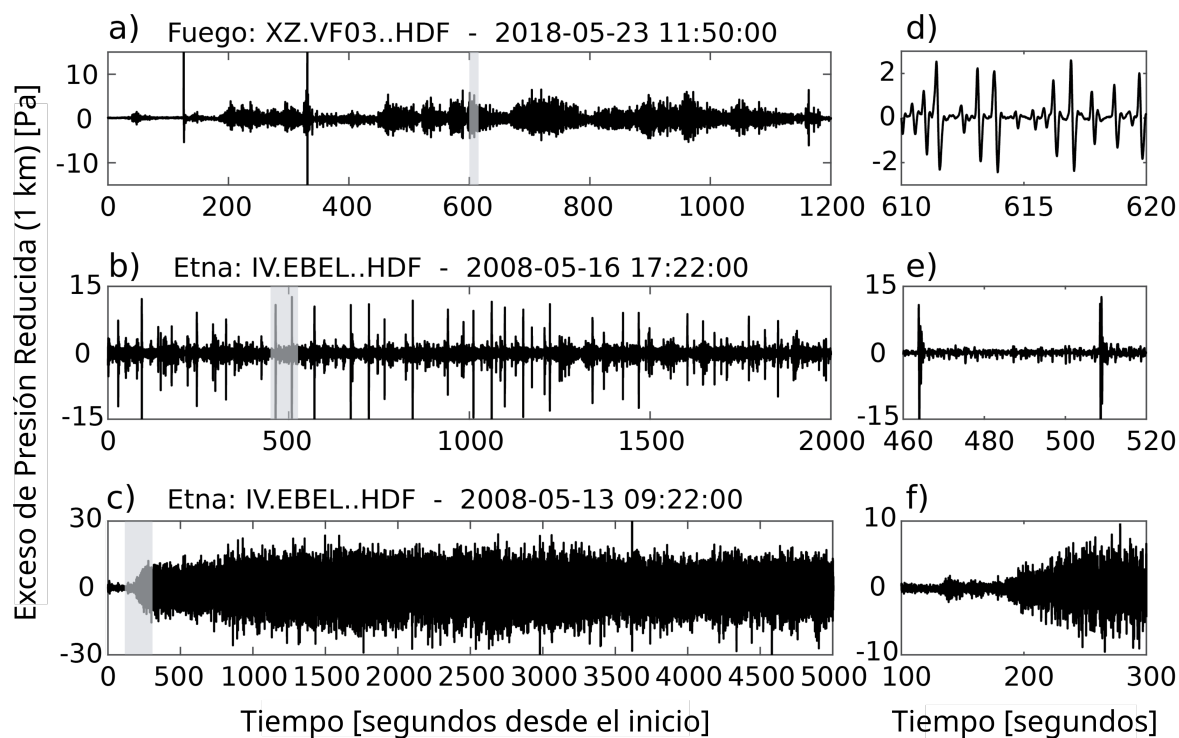 Exceso de Presión Reducida (1 km) [Pa]
a) Fuego: XZ.VF03..HDF - 2018-05-23 11:50:00
10
0
-10
0 200 400 600 800 1000 1200
d)
2
0
-2
610 615 620
b) Etna: IV.EBEL..HDF - 2008-05-16 17:22:00
15
0
-15
0 500 1000 1500 2000
e)
15
0
-15
460 480 500 520
c) Etna: IV.EBEL..HDF - 2008-05-13 09:22:00
30
0
-30
0 500 1000 1500 2000 2500 3000 3500 4000 4500 5000
Tiempo [segundos desde el inicio]
f)
10
0
-10
100 200 300
Tiempo [segundos]